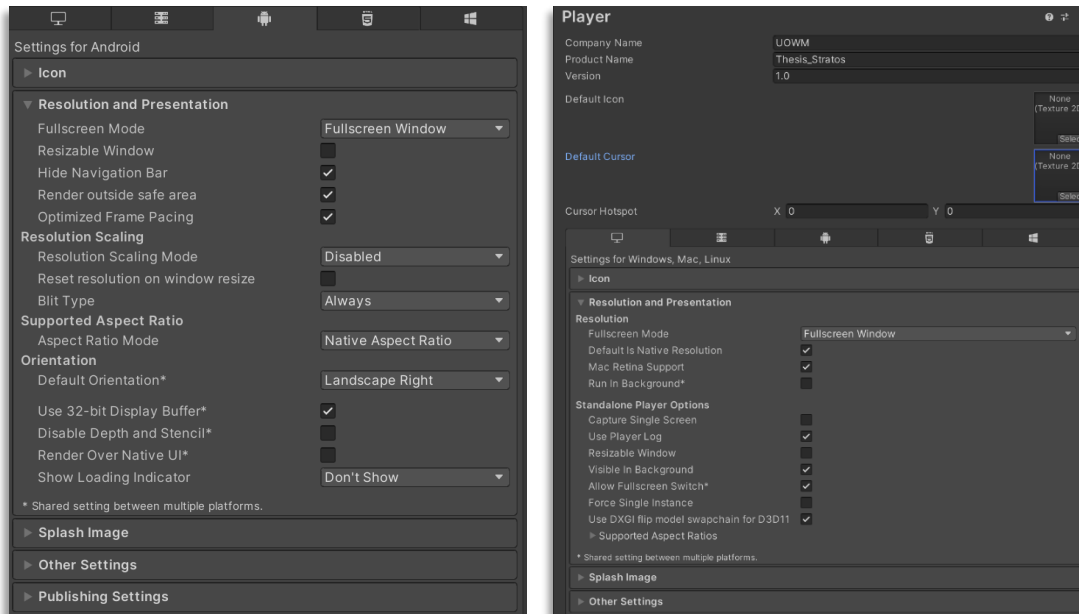 Settings for Android
Icon
Resolution and Presentation
Fullscreen Mode Fullscreen Window
Resizable Window
Hide Navigation Bar
Render outside safe area
Optimized Frame Pacing
Resolution Scaling
Resolution Scaling Mode Disabled
Reset resolution on window resize
Blit Type Always
Supported Aspect Ratio
Aspect Ratio Mode Native Aspect Ratio
Orientation
Default Orientation* Landscape Right
Use 32-bit Display Buffer*
Disable Depth and Stencil*
Render Over Native UI*
Show Loading Indicator Don't Show
* Shared setting between multiple platforms.
Splash Image
Other Settings
Publishing Settings
Player
Company Name UOWM
Product Name Thesis_Stratos
Version 1.0
Default Icon
None
(Texture 2D
Selec
Default Cursor
None
(Texture 2D
Selec
Cursor Hotspot X 0 Y 0
Settings for Windows, Mac, Linux
Icon
Resolution and Presentation
Resolution
Fullscreen Mode Fullscreen Window
Default Is Native Resolution
Mac Retina Support
Run In Background*
Standalone Player Options
Capture Single Screen
Use Player Log
Resizable Window
Visible In Background
Allow Fullscreen Switch*
Force Single Instance
Use DXGI flip model swapchain for D3D11
Supported Aspect Ratios
* Shared setting between multiple platforms.
Splash Image
Other Settings